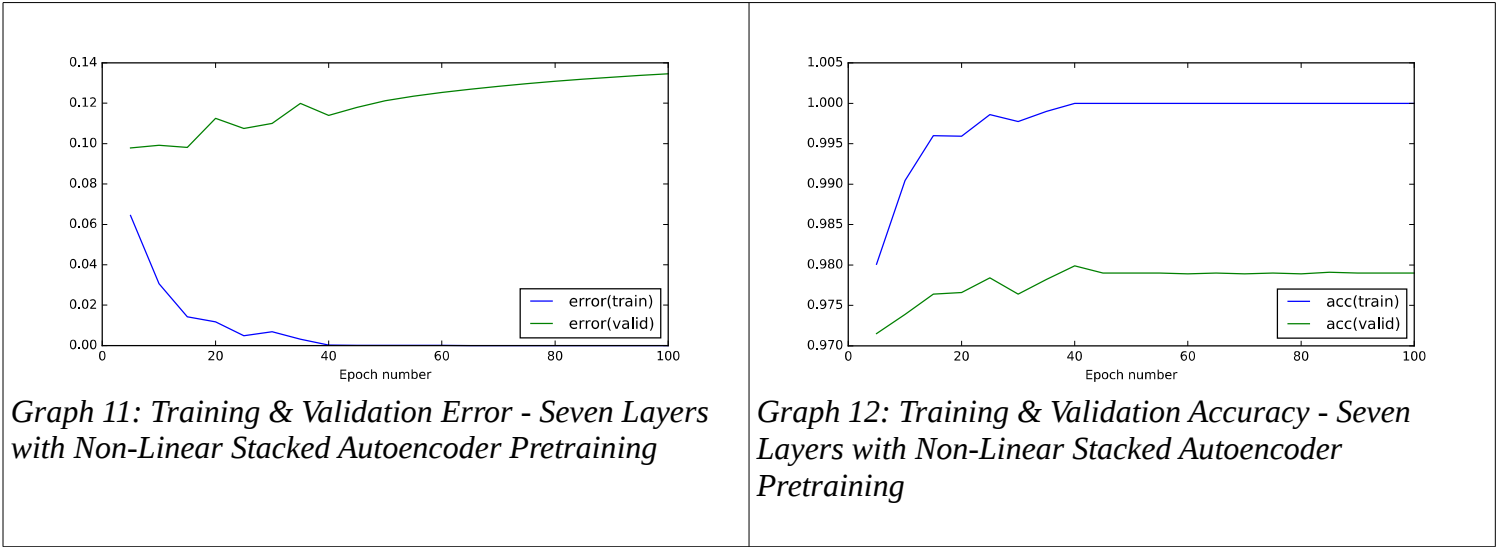 0.14
0.12
0.10
0.08
0.06
0.04
0.02
0.00
0 20 40 60 80 100
Epoch number
error(train)
error(valid)
Graph 11: Training & Validation Error - Seven Layers
with Non-Linear Stacked Autoencoder Pretraining
1.005
1.000
0.995
0.990
0.985
0.980
0.975
0.970
0 20 40 60 80 100
Epoch number
acc(train)
acc(valid)
Graph 12: Training & Validation Accuracy - Seven
Layers with Non-Linear Stacked Autoencoder
Pretraining